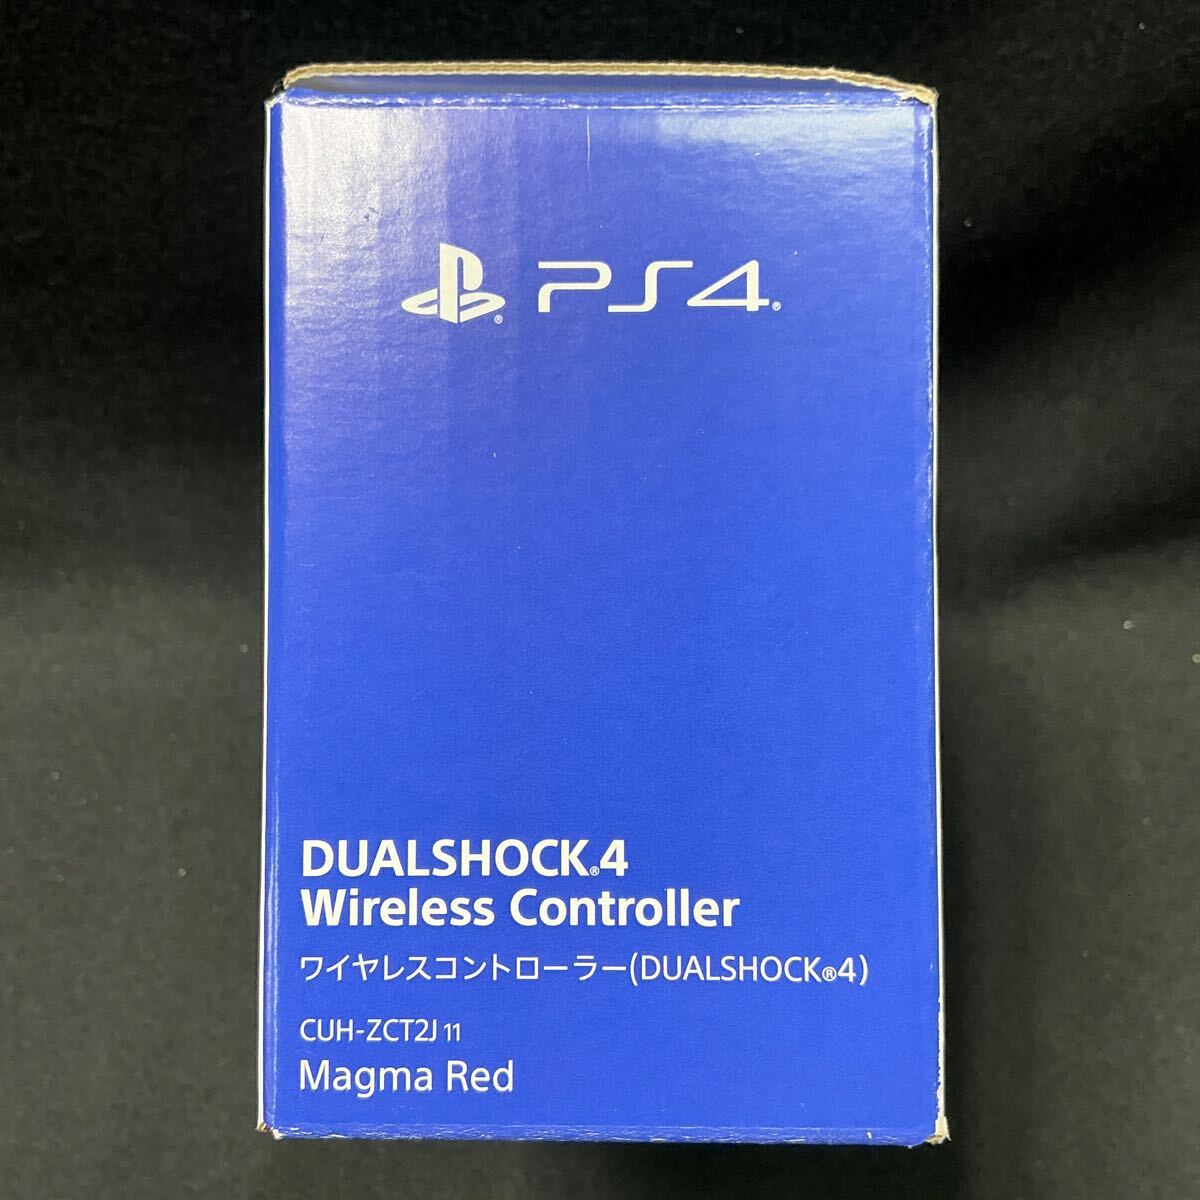 PS4®
DUALSHOCK®4
Wireless Controller
ワイヤレスコントローラー(DUALSHOCK®4)
CUH-ZCT2J 11
Magma Red